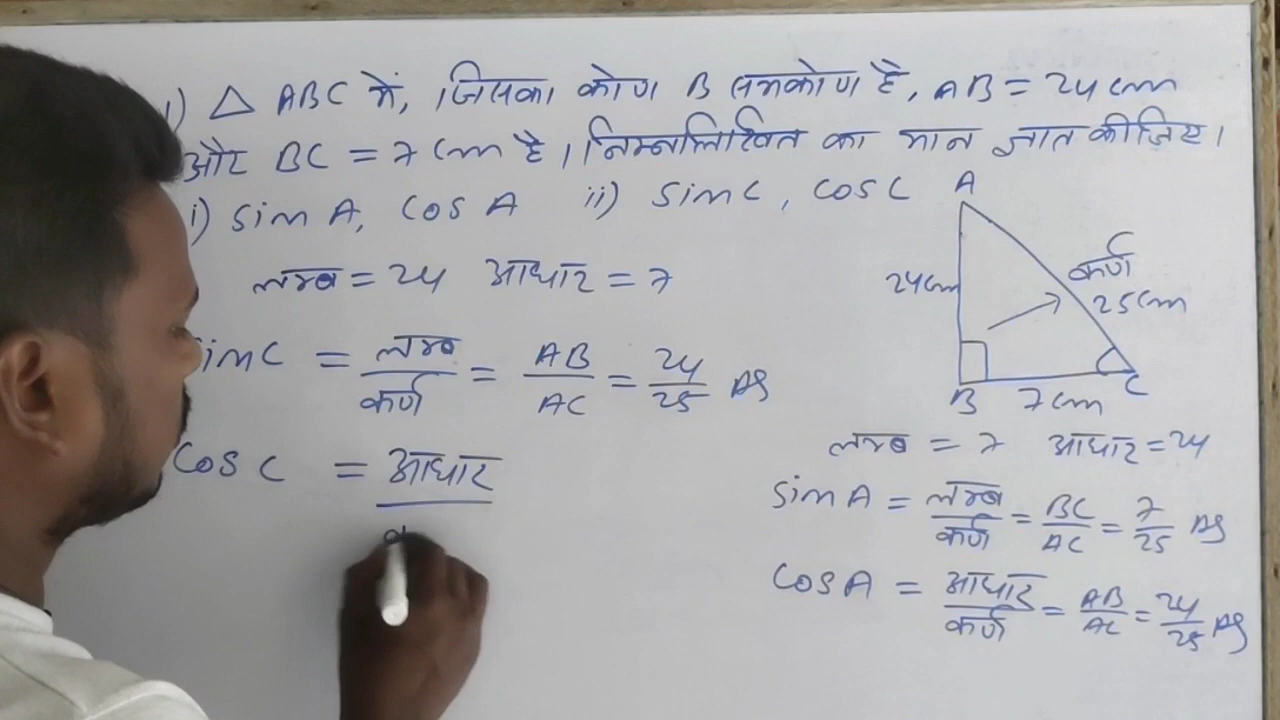 1) △ ABC में, जिसका कोण B समकोण है, AB = 24 cm
और BC = 7 cm है। निम्नलिखित का मान ज्ञात कीजिए।
i) Sin A, Cos A ii) Sin C, Cos C
लम्ब = 24 आधार = 7
Sin C = लम्ब/कर्ण = AB/AC = 24/25 Ans
Cos C = आधार/
A
24cm
कर्ण
25cm
B 7cm C
लम्ब = 7 आधार = 24
Sin A = लम्ब/कर्ण = BC/AC = 7/25 Ans
Cos A = आधार/कर्ण = AB/AC = 24/25 Ans